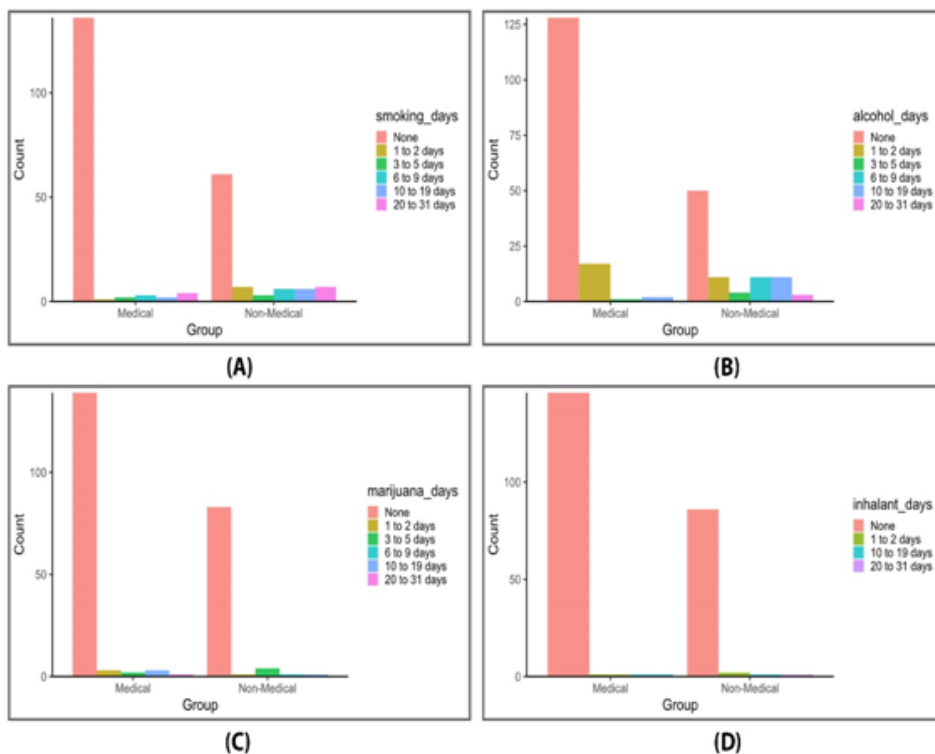 Count
100
50
0
Medical
Non-Medical
Group
smoking_days
None
1 to 2 days
3 to 5 days
6 to 9 days
10 to 19 days
20 to 31 days
(A)
Count
125
100
75
50
25
0
Medical
Non-Medical
Group
alcohol_days
None
1 to 2 days
3 to 5 days
6 to 9 days
10 to 19 days
20 to 31 days
(B)
Count
100
50
0
Medical
Non-Medical
Group
marijuana_days
None
1 to 2 days
3 to 5 days
6 to 9 days
10 to 19 days
20 to 31 days
(C)
Count
100
50
0
Medical
Non-Medical
Group
inhalant_days
None
1 to 2 days
10 to 19 days
20 to 31 days
(D)